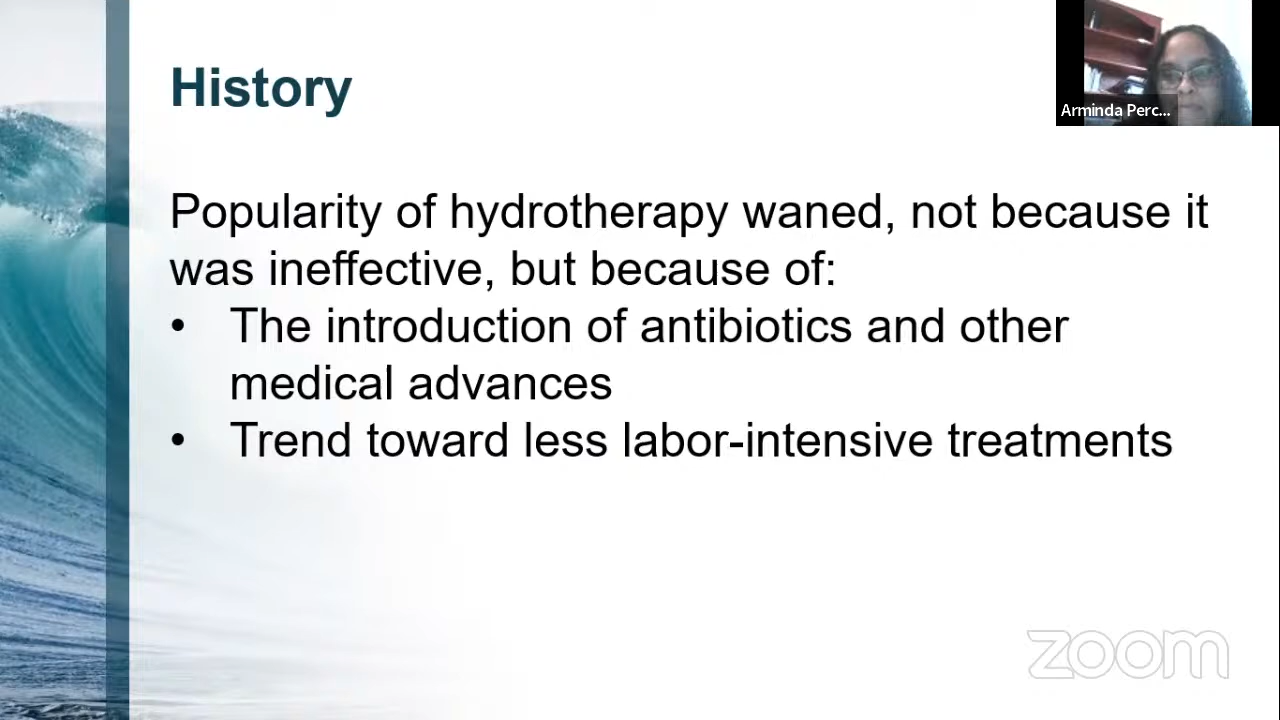 History
Arminda Perc...
Popularity of hydrotherapy waned, not because it
was ineffective, but because of:
• The introduction of antibiotics and other
medical advances
• Trend toward less labor-intensive treatments
zoom